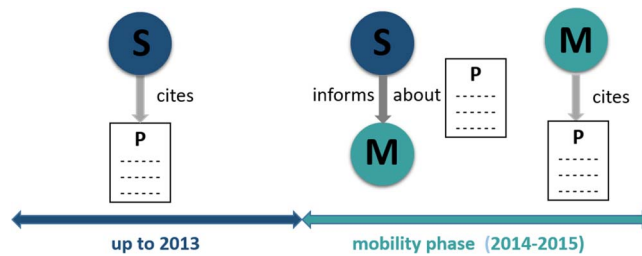 S
cites
P
S
informs about
P
M
M
cites
P
up to 2013
mobility phase (2014-2015)